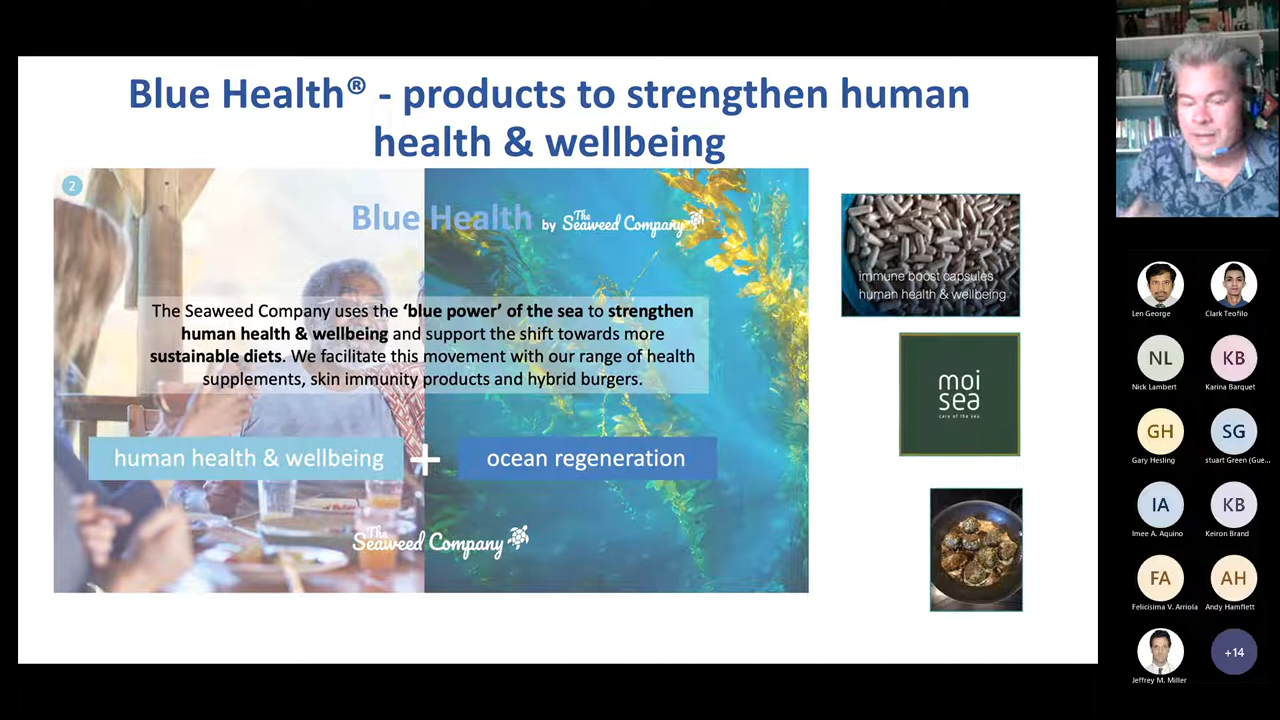 Blue Health® - products to strengthen human
health & wellbeing
2
Blue Health by The Seaweed Company
The Seaweed Company uses the ‘blue power’ of the sea to strengthen
human health & wellbeing and support the shift towards more
sustainable diets. We facilitate this movement with our range of health
supplements, skin immunity products and hybrid burgers.
human health & wellbeing + ocean regeneration
The Seaweed Company
immune boost capsules
human health & wellbeing
moi
sea
care of the sea
Len George
Clark Teofilo
NL
Nick Lambert
KB
Karina Barquet
GH
Gary Hesling
SG
stuart Green (Gue...
IA
Imee A. Aquino
KB
Keiron Brand
FA
Felicisima V. Arriola
AH
Andy Hamflett
Jeffrey M. Miller
+14